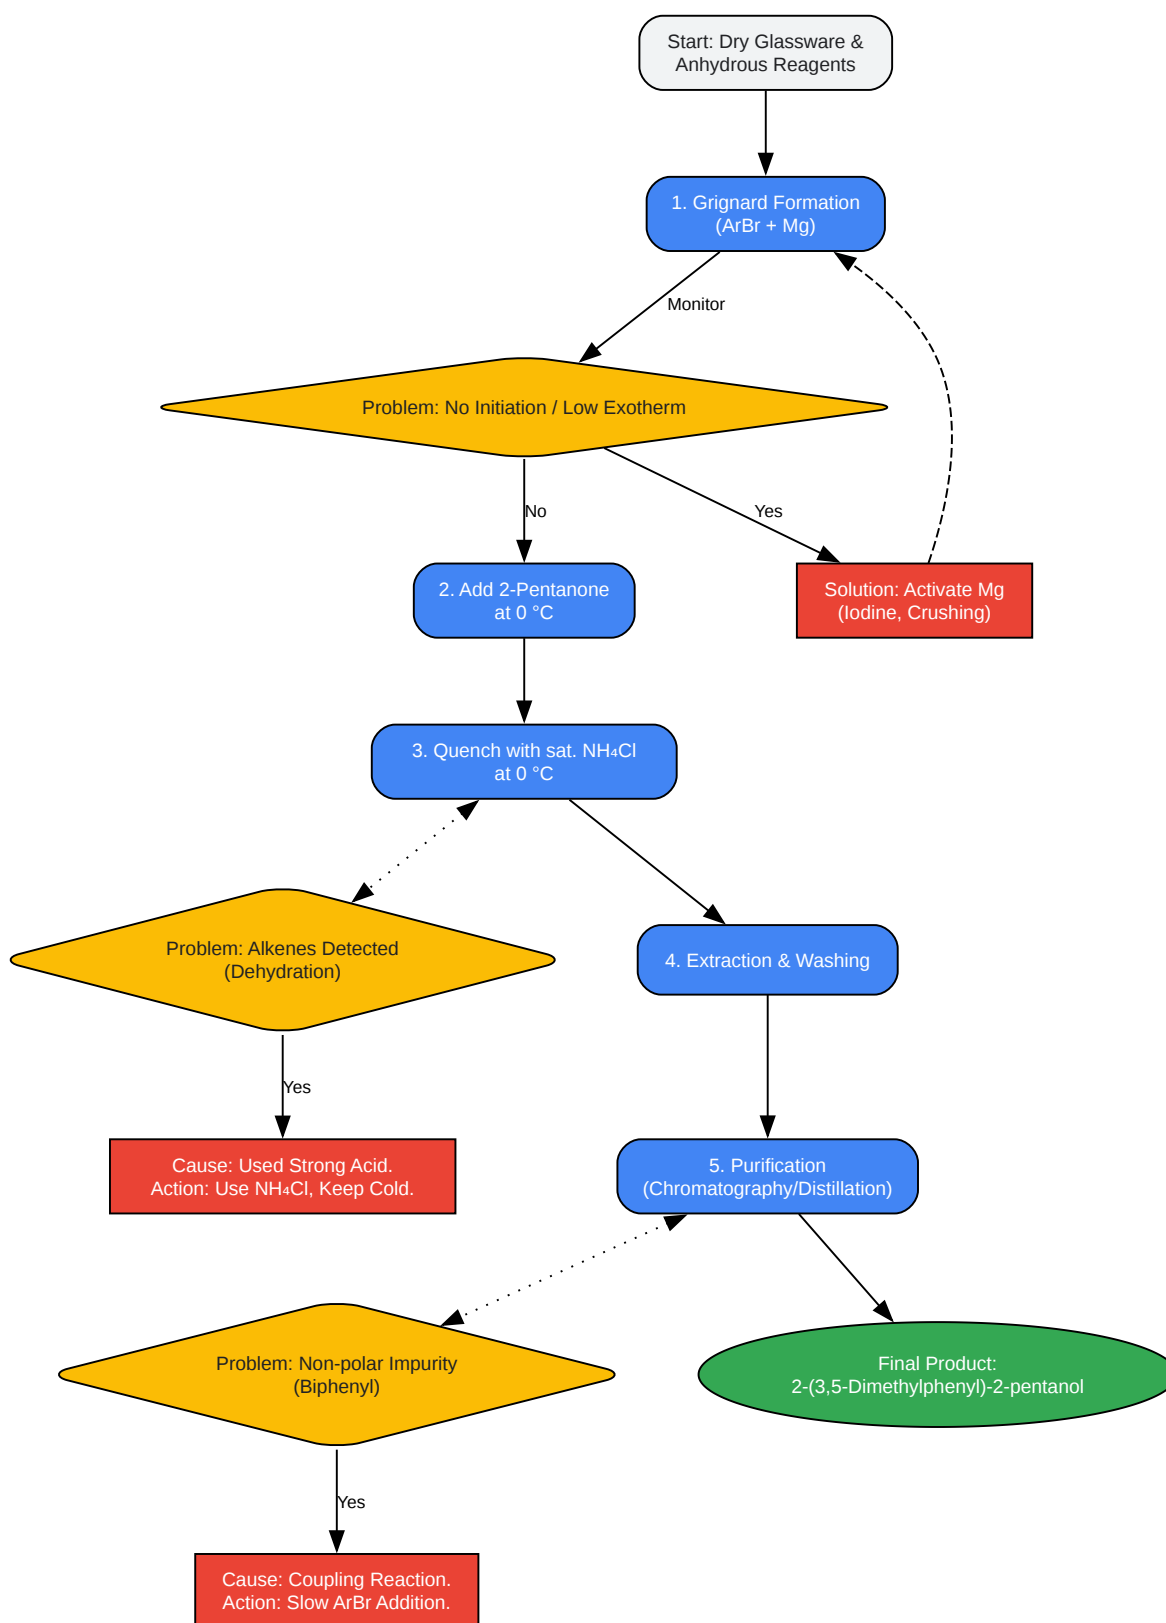 Start: Dry Glassware &
Anhydrous Reagents
1. Grignard Formation
(ArBr + Mg)
Monitor
Problem: No Initiation / Low Exotherm
No
Yes
2. Add 2-Pentanone
at 0 °C
Solution: Activate Mg
(Iodine, Crushing)
3. Quench with sat. NH₄Cl
at 0 °C
Problem: Alkenes Detected
(Dehydration)
4. Extraction & Washing
Yes
Cause: Used Strong Acid.
Action: Use NH₄Cl, Keep Cold.
5. Purification
(Chromatography/Distillation)
Problem: Non-polar Impurity
(Biphenyl)
Final Product:
2-(3,5-Dimethylphenyl)-2-pentanol
Yes
Cause: Coupling Reaction.
Action: Slow ArBr Addition.